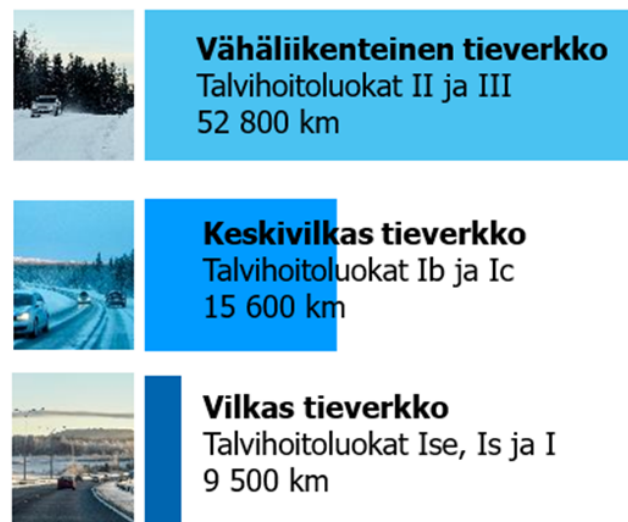 Vähäliikenteinen tieverkko
Talvihoitoluokat II ja III
52 800 km
Keskivilkas tieverkko
Talvihoitoluokat Ib ja Ic
15 600 km
Vilkas tieverkko
Talvihoitoluokat Ise, Is ja I
9 500 km